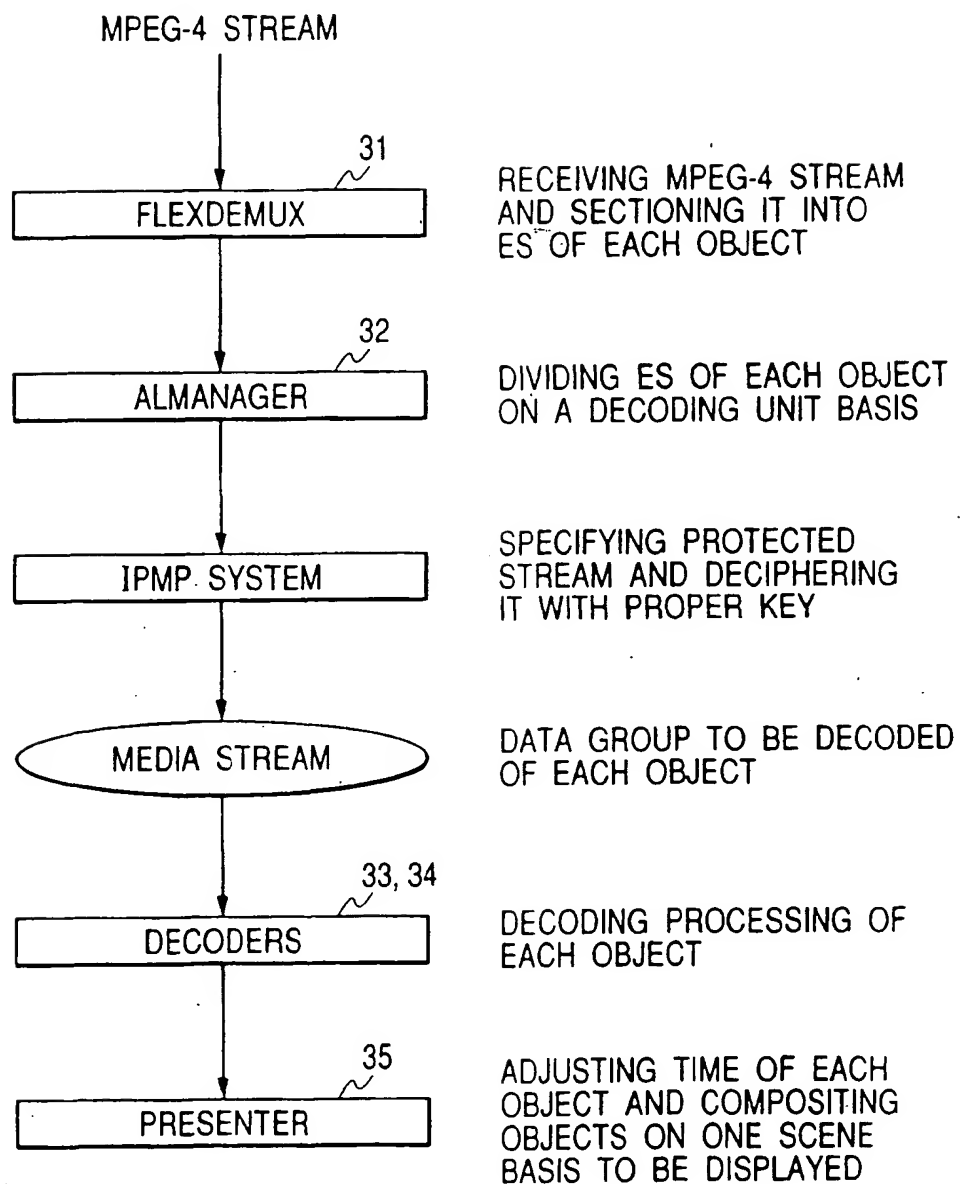 MPEG-4 STREAM
31
FLEXDEMUX
RECEIVING MPEG-4 STREAM
AND SECTIONING IT INTO
ES OF EACH OBJECT
32
ALMANAGER
DIVIDING ES OF EACH OBJECT
ON A DECODING UNIT BASIS
IPMP SYSTEM
SPECIFYING PROTECTED
STREAM AND DECIPHERING
IT WITH PROPER KEY
MEDIA STREAM
DATA GROUP TO BE DECODED
OF EACH OBJECT
33, 34
DECODERS
DECODING PROCESSING OF
EACH OBJECT
35
PRESENTER
ADJUSTING TIME OF EACH
OBJECT AND COMPOSITING
OBJECTS ON ONE SCENE
BASIS TO BE DISPLAYED